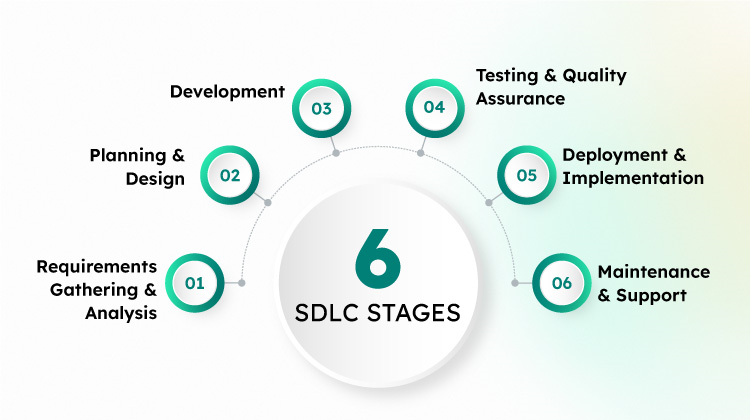 01
Requirements
Gathering &
Analysis
02
Planning &
Design
03
Development
04
Testing & Quality
Assurance
05
Deployment &
Implementation
06
Maintenance
& Support
6
SDLC STAGES